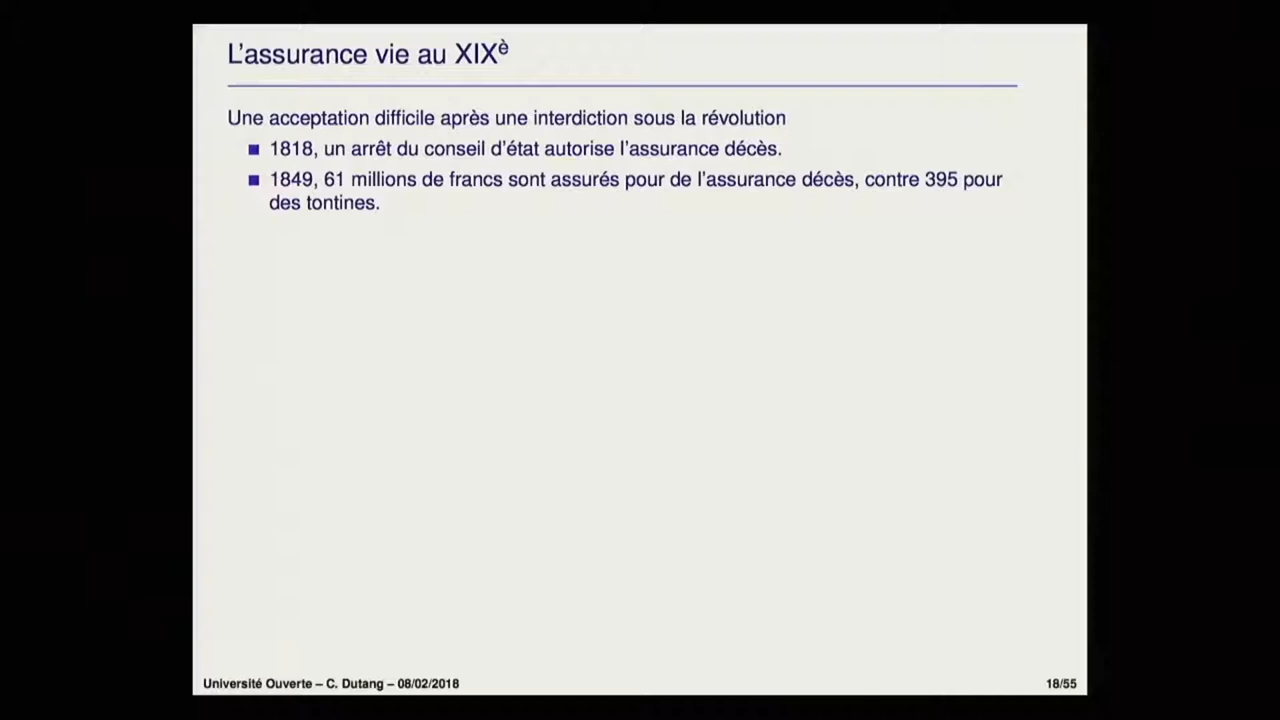 L'assurance vie au XIXè
Une acceptation difficile après une interdiction sous la révolution
1818, un arrêt du conseil d'état autorise l'assurance décès.
1849, 61 millions de francs sont assurés pour de l'assurance décès, contre 395 pour
des tontines.
Université Ouverte – C. Dutang – 08/02/2018
18/55